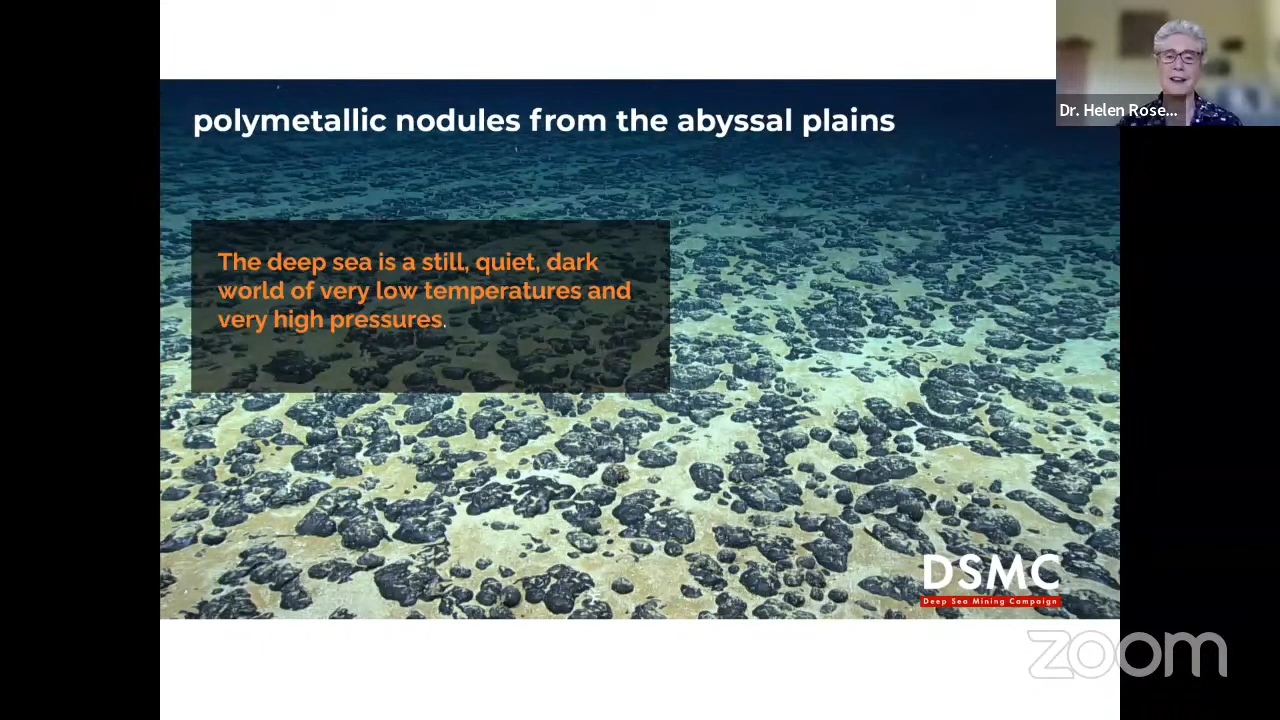 polymetallic nodules from the abyssal plains
Dr. Helen Rose...
The deep sea is a still, quiet, dark
world of very low temperatures and
very high pressures.
DSMC
Deep Sea Mining Campaign
zoom